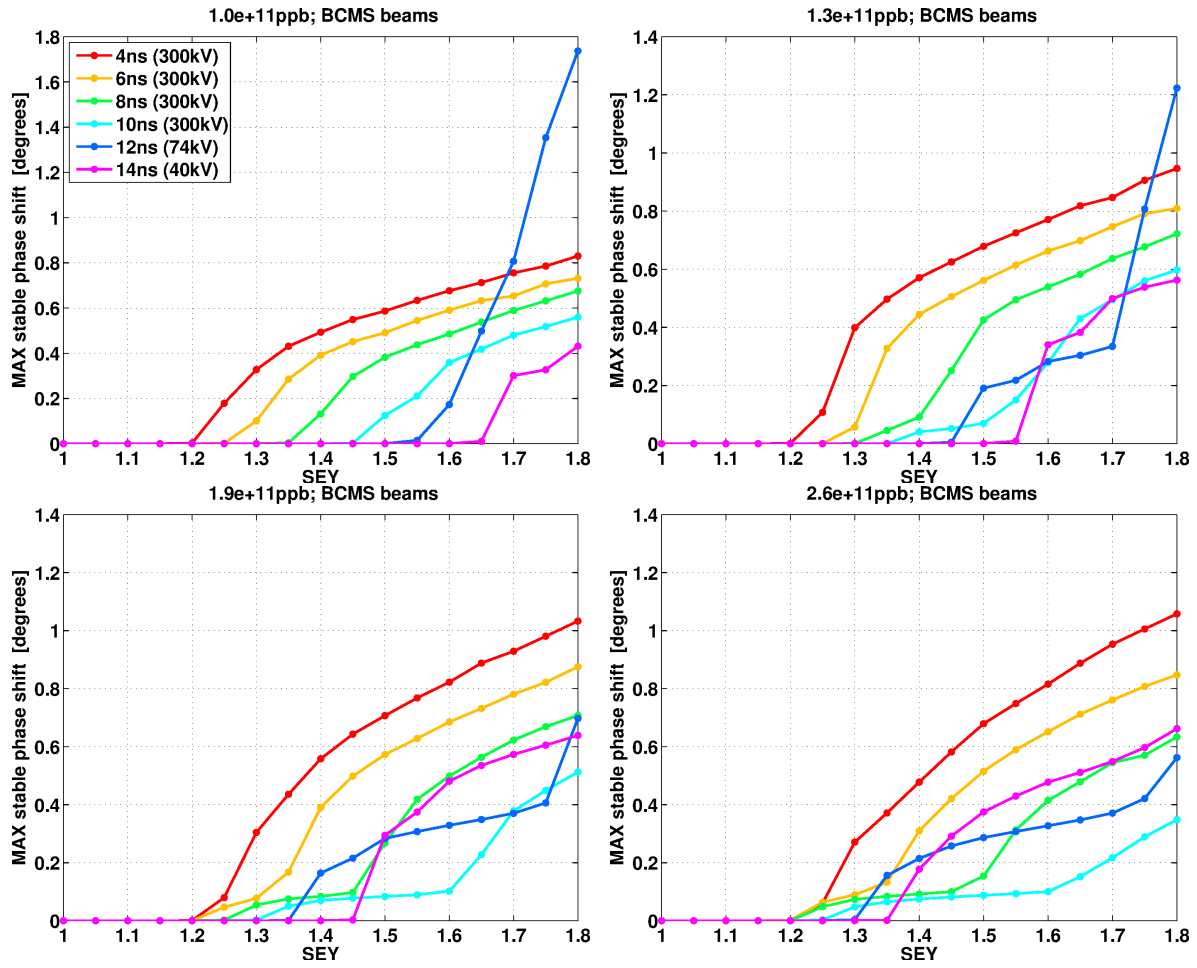 1.0e+11ppb; BCMS beams
MAX stable phase shift [degrees]
1.8
1.6
1.4
1.2
1
0.8
0.6
0.4
0.2
0
4ns (300kV)
6ns (300kV)
8ns (300kV)
10ns (300kV)
12ns (74kV)
14ns (40kV)
1 1.1 1.2 1.3 1.4 1.5 1.6 1.7 1.8
SEY
1.3e+11ppb; BCMS beams
MAX stable phase shift [degrees]
1.4
1.2
1
0.8
0.6
0.4
0.2
0
1 1.1 1.2 1.3 1.4 1.5 1.6 1.7 1.8
SEY
1.9e+11ppb; BCMS beams
MAX stable phase shift [degrees]
1.4
1.2
1
0.8
0.6
0.4
0.2
0
1 1.1 1.2 1.3 1.4 1.5 1.6 1.7 1.8
SEY
2.6e+11ppb; BCMS beams
MAX stable phase shift [degrees]
1.4
1.2
1
0.8
0.6
0.4
0.2
0
1 1.1 1.2 1.3 1.4 1.5 1.6 1.7 1.8
SEY